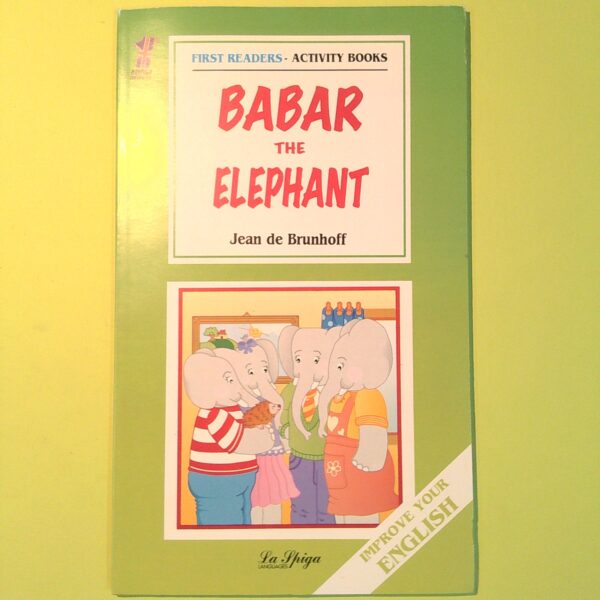 FIRST READERS - ACTIVITY BOOKS
BABAR
THE
ELEPHANT
Jean de Brunhoff
IMPROVE YOUR
ENGLISH
La Spiga
LANGUAGES